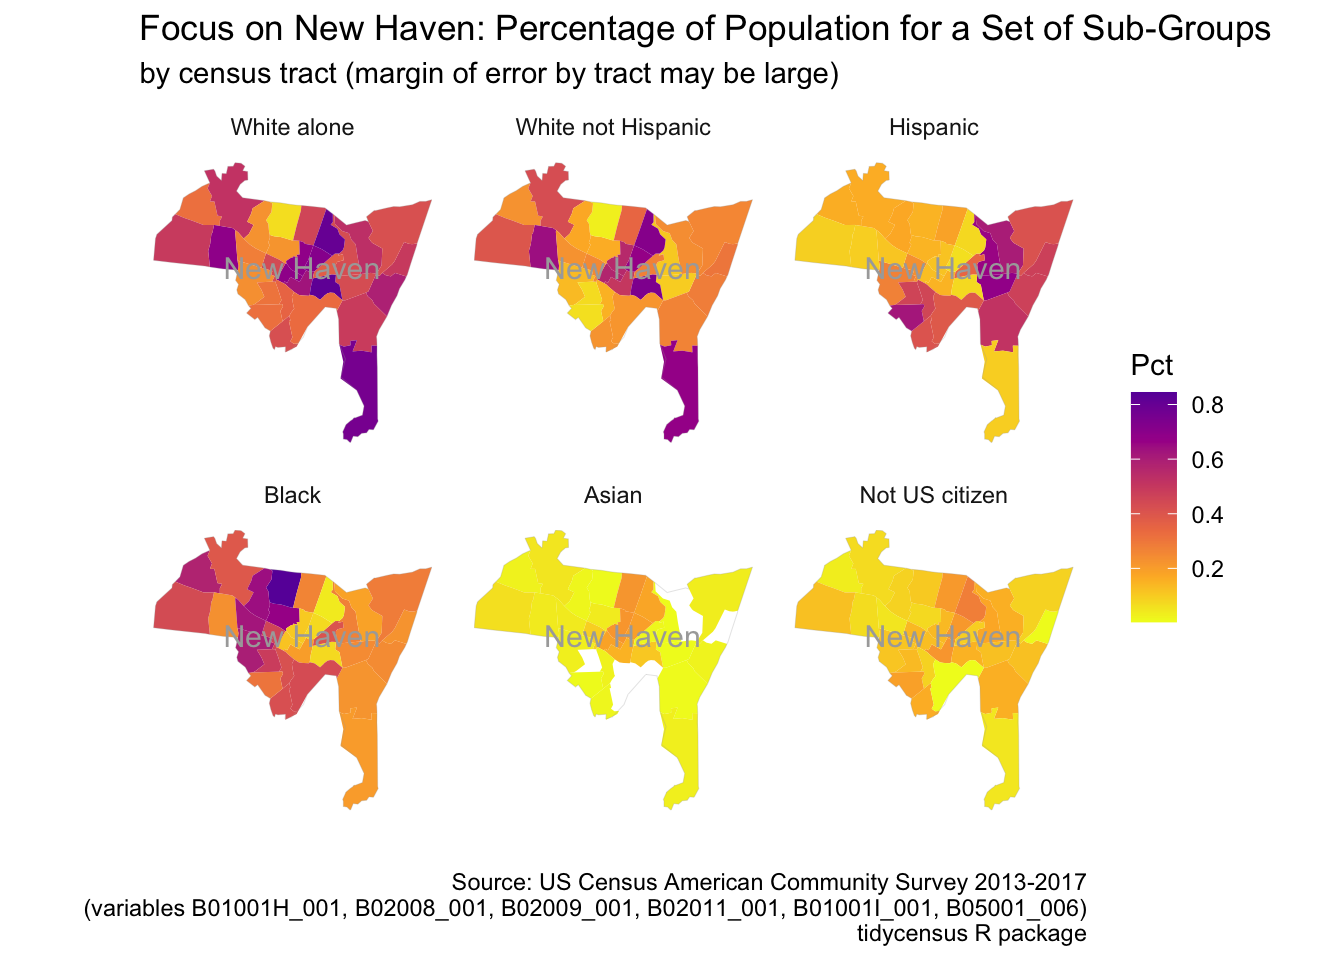 Focus on New Haven: Percentage of Population for a Set of Sub-Groups
by census tract (margin of error by tract may be large)
White alone
White not Hispanic
Hispanic
New Haven
New Haven
New Haven
Black
Asian
Not US citizen
New Haven
New Haven
New Haven
Pct
0.8
0.6
0.4
0.2
Source: US Census American Community Survey 2013-2017
(variables B01001H_001, B02008_001, B02009_001, B02011_001, B01001I_001, B05001_006)
tidycensus R package